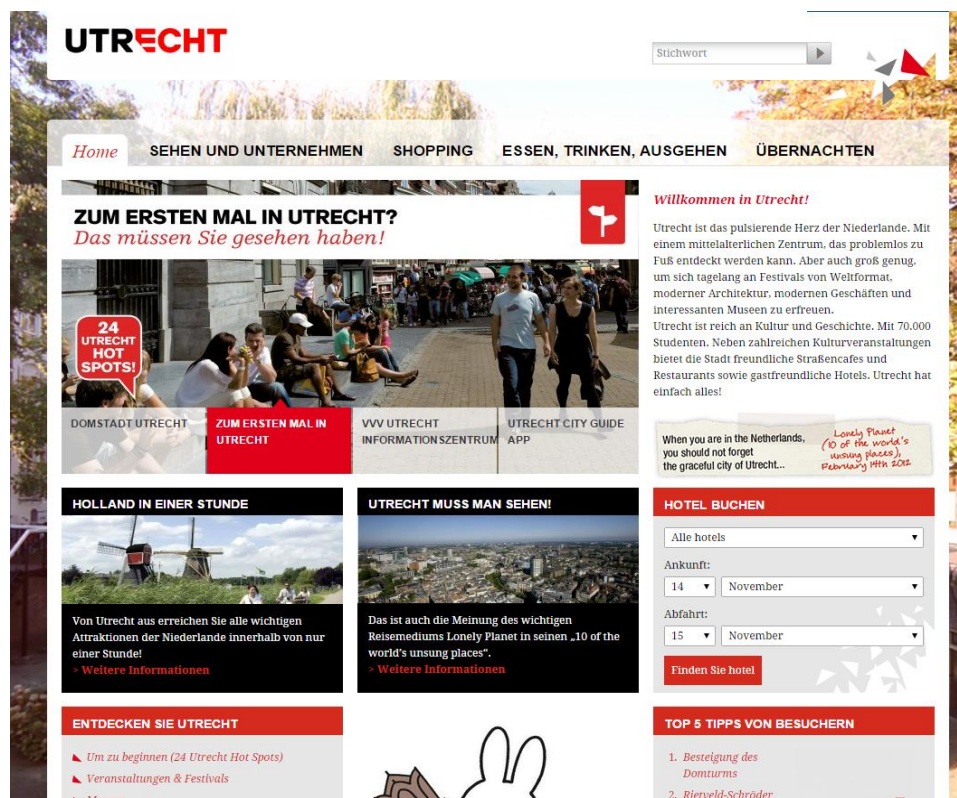 UTRECHT
Stichwort
Home
SEHEN UND UNTERNEHMEN
SHOPPING
ESSEN, TRINKEN, AUSGEHEN
ÜBERNACHTEN
ZUM ERSTEN MAL IN UTRECHT?
Das müssen Sie gesehen haben!
24
UTRECHT
HOT
SPOTS!
DOMSTADT UTRECHT
ZUM ERSTEN MAL IN
UTRECHT
VVV UTRECHT
INFORMATIONSZENTRUM
UTRECHT CITY GUIDE
APP
Willkommen in Utrecht!
Utrecht ist das pulsierende Herz der Niederlande. Mit
einem mittelalterlichen Zentrum, das problemlos zu
Fuß entdeckt werden kann. Aber auch groß genug,
um sich tagelang an Festivals von Weltformat,
moderner Architektur, modernen Geschäften und
interessanten Museen zu erfreuen.
Utrecht ist reich an Kultur und Geschichte. Mit 70.000
Studenten. Neben zahlreichen Kulturveranstaltungen
bietet die Stadt freundliche Straßencafes und
Restaurants sowie gastfreundliche Hotels. Utrecht hat
einfach alles!
When you are in the Netherlands,
you should not forget
the graceful city of Utrecht...
Lonely Planet
(10 of the world's
unsung places),
February 14th 2012
HOLLAND IN EINER STUNDE
Von Utrecht aus erreichen Sie alle wichtigen
Attraktionen der Niederlande innerhalb von nur
einer Stunde!
> Weitere Informationen
UTRECHT MUSS MAN SEHEN!
Das ist auch die Meinung des wichtigen
Reisemediums Lonely Planet in seinen „10 of the
world's unsung places“.
> Weitere Informationen
HOTEL BUCHEN
Alle hotels
Ankunft:
14
November
Abfahrt:
15
November
Finden Sie hotel
ENTDECKEN SIE UTRECHT
Um zu beginnen (24 Utrecht Hot Spots)
Veranstaltungen & Festivals
TOP 5 TIPPS VON BESUCHERN
1. Besteigung des
Domturms
2. Rietveld-Schröder